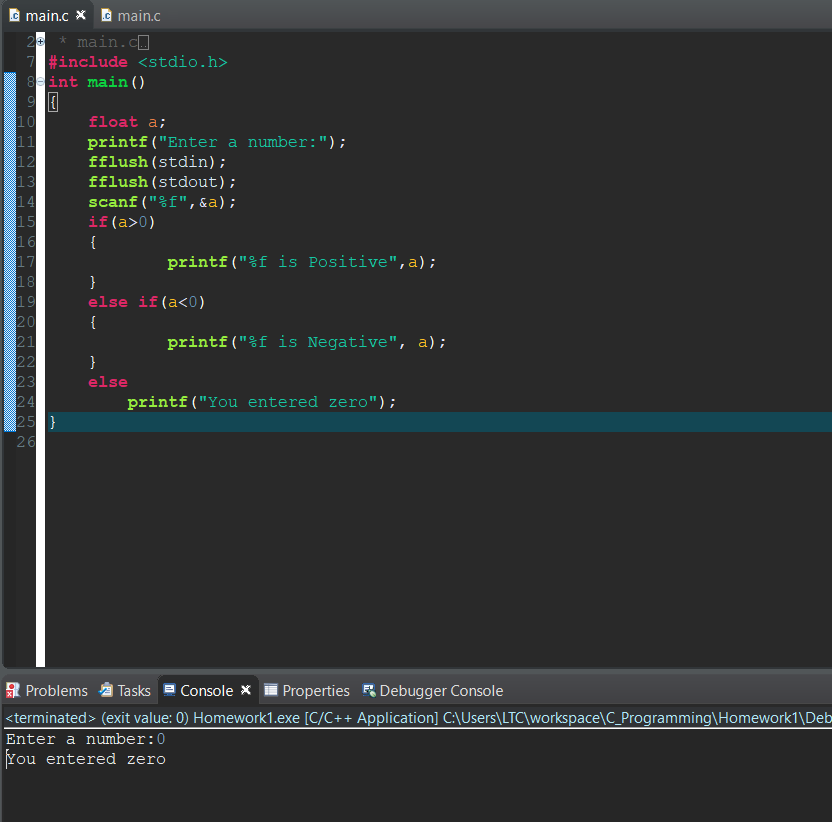 main.c main.c
2 * main.c
7 #include <stdio.h>
8 int main()
9 {
10     float a;
11     printf("Enter a number:");
12     fflush(stdin);
13     fflush(stdout);
14     scanf("%f",&a);
15     if(a>0)
16     {
17             printf("%f is Positive",a);
18     }
19     else if(a<0)
20     {
21             printf("%f is Negative", a);
22     }
23     else
24         printf("You entered zero");
25 }
26
Problems Tasks Console Properties Debugger Console
<terminated> (exit value: 0) Homework1.exe [C/C++ Application] C:\Users\LTC\workspace\C_Programming\Homework1\Deb
Enter a number:0
You entered zero